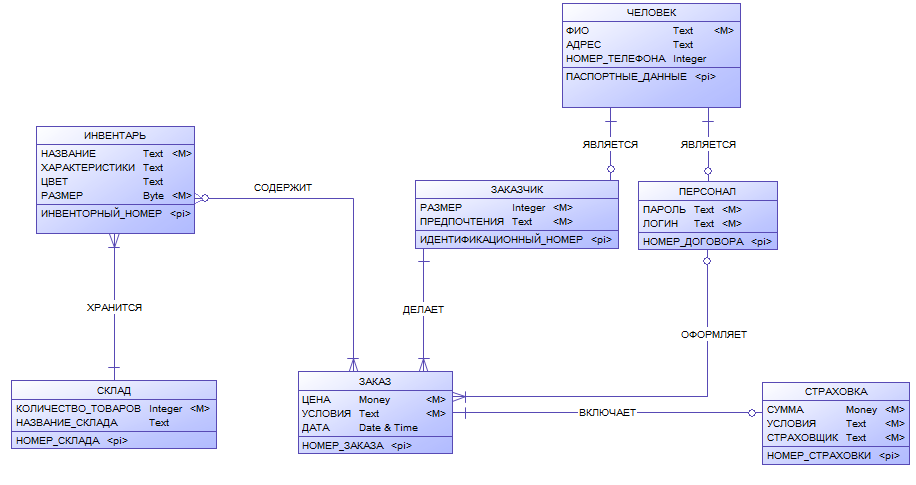 ЧЕЛОВЕК
ФИО Text <M>
АДРЕС Text
НОМЕР_ТЕЛЕФОНА Integer
ПАСПОРТНЫЕ_ДАННЫЕ <pi>
ИНВЕНТАРЬ
НАЗВАНИЕ Text <M>
ХАРАКТЕРИСТИКИ Text
ЦВЕТ Text
РАЗМЕР Byte <M>
ИНВЕНТОРНЫЙ_НОМЕР <pi>
СОДЕРЖИТ
ЯВЛЯЕТСЯ
ЯВЛЯЕТСЯ
ЗАКАЗЧИК
РАЗМЕР Integer <M>
ПРЕДПОЧТЕНИЯ Text <M>
ИДЕНТИФИКАЦИОННЫЙ_НОМЕР <pi>
ПЕРСОНАЛ
ПАРОЛЬ Text <M>
ЛОГИН Text <M>
НОМЕР_ДОГОВОРА <pi>
ХРАНИТСЯ
ДЕЛАЕТ
ОФОРМЛЯЕТ
СКЛАД
КОЛИЧЕСТВО_ТОВАРОВ Integer <M>
НАЗВАНИЕ_СКЛАДА Text
НОМЕР_СКЛАДА <pi>
ЗАКАЗ
ЦЕНА Money <M>
УСЛОВИЯ Text <M>
ДАТА Date & Time
НОМЕР_ЗАКАЗА <pi>
ВКЛЮЧАЕТ
СТРАХОВКА
СУММА Money <M>
УСЛОВИЯ Text <M>
СТРАХОВЩИК Text <M>
НОМЕР_СТРАХОВКИ <pi>